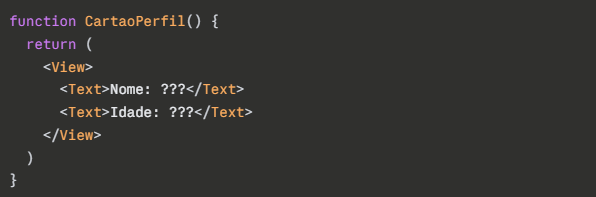 function CartaoPerfil() {
  return (
    <View>
      <Text>Nome: ???</Text>
      <Text>Idade: ???</Text>
    </View>
  )
}